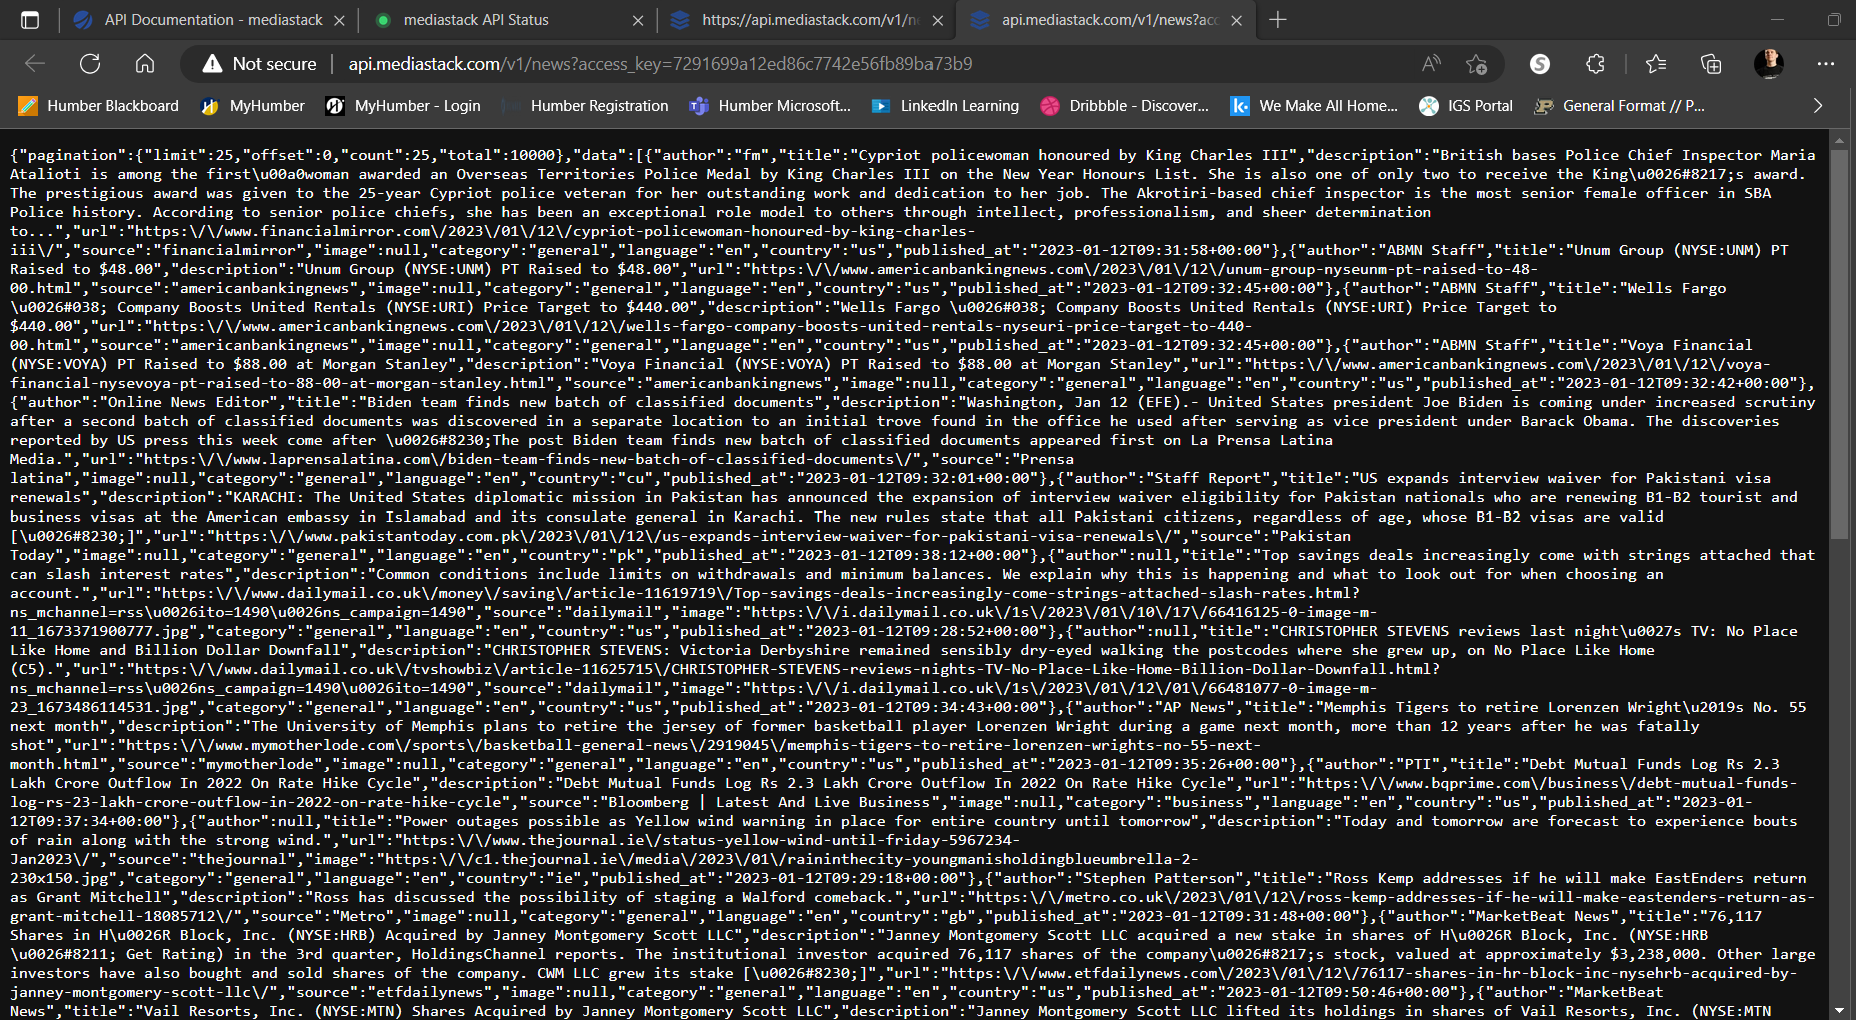 API Documentation - mediastack
mediastack API Status
https://api.mediastack.com/v1/n
api.mediastack.com/v1/news?acc
Not secure
api.mediastack.com/v1/news?access_key=7291699a12ed86c7742e56fb89ba73b9
Humber Blackboard
MyHumber
MyHumber - Login
Humber Registration
Humber Microsoft...
LinkedIn Learning
Dribbble - Discover...
We Make All Home...
IGS Portal
General Format // P...
{"pagination":{"limit":25,"offset":0,"count":25,"total":10000},"data":[{"author":"fm","title":"Cypriot policewoman honoured by King Charles III","description":"British bases Police Chief Inspector Maria
Atalioti is among the first\u00a0woman awarded an Overseas Territories Police Medal by King Charles III on the New Year Honours List. She is also one of only two to receive the King\u0026#8217;s award.
The prestigious award was given to the 25-year Cypriot police veteran for her outstanding work and dedication to her job. The Akrotiri-based chief inspector is the most senior female officer in SBA
Police history. According to senior police chiefs, she has been an exceptional role model to others through intellect, professionalism, and sheer determination
to...","url":"https:\/\/www.financialmirror.com\/2023\/01\/12\/cypriot-policewoman-honoured-by-king-charles-
iii\/","source":"financialmirror","image":null,"category":"general","language":"en","country":"us","published_at":"2023-01-12T09:31:58+00:00"},{"author":"ABMN Staff","title":"Unum Group (NYSE:UNM) PT
Raised to $48.00","description":"Unum Group (NYSE:UNM) PT Raised to $48.00","url":"https:\/\/www.americanbankingnews.com\/2023\/01\/12\/unum-group-nyseunm-pt-raised-to-48-
00.html","source":"americanbankingnews","image":null,"category":"general","language":"en","country":"us","published_at":"2023-01-12T09:32:45+00:00"},{"author":"ABMN Staff","title":"Wells Fargo
\u0026#038; Company Boosts United Rentals (NYSE:URI) Price Target to $440.00","description":"Wells Fargo \u0026#038; Company Boosts United Rentals (NYSE:URI) Price Target to
$440.00","url":"https:\/\/www.americanbankingnews.com\/2023\/01\/12\/wells-fargo-company-boosts-united-rentals-nyseuri-price-target-to-440-
00.html","source":"americanbankingnews","image":null,"category":"general","language":"en","country":"us","published_at":"2023-01-12T09:32:45+00:00"},{"author":"ABMN Staff","title":"Voya Financial
(NYSE:VOYA) PT Raised to $88.00 at Morgan Stanley","description":"Voya Financial (NYSE:VOYA) PT Raised to $88.00 at Morgan Stanley","url":"https:\/\/www.americanbankingnews.com\/2023\/01\/12\/voya-
financial-nysevoya-pt-raised-to-88-00-at-morgan-stanley.html","source":"americanbankingnews","image":null,"category":"general","language":"en","country":"us","published_at":"2023-01-12T09:32:42+00:00"},
{"author":"Online News Editor","title":"Biden team finds new batch of classified documents","description":"Washington, Jan 12 (EFE).- United States president Joe Biden is coming under increased scrutiny
after a second batch of classified documents was discovered in a separate location to an initial trove found in the office he used after serving as vice president under Barack Obama. The discoveries
reported by US press this week come after \u0026#8230;The post Biden team finds new batch of classified documents appeared first on La Prensa Latina
Media.","url":"https:\/\/www.laprensalatina.com\/biden-team-finds-new-batch-of-classified-documents\/","source":"Prensa
latina","image":null,"category":"general","language":"en","country":"cu","published_at":"2023-01-12T09:32:01+00:00"},{"author":"Staff Report","title":"US expands interview waiver for Pakistani visa
renewals","description":"KARACHI: The United States diplomatic mission in Pakistan has announced the expansion of interview waiver eligibility for Pakistan nationals who are renewing B1-B2 tourist and
business visas at the American embassy in Islamabad and its consulate general in Karachi. The new rules state that all Pakistani citizens, regardless of age, whose B1-B2 visas are valid
[\u0026#8230;]","url":"https:\/\/www.pakistantoday.com.pk\/2023\/01\/12\/us-expands-interview-waiver-for-pakistani-visa-renewals\/","source":"Pakistan
Today","image":null,"category":"general","language":"en","country":"pk","published_at":"2023-01-12T09:38:12+00:00"},{"author":null,"title":"Top savings deals increasingly come with strings attached that
can slash interest rates","description":"Common conditions include limits on withdrawals and minimum balances. We explain why this is happening and what to look out for when choosing an
account.","url":"https:\/\/www.dailymail.co.uk\/money\/saving\/article-11619719\/Top-savings-deals-increasingly-come-strings-attached-slash-rates.html?
ns_mchannel=rss\u0026ito=1490\u0026ns_campaign=1490","source":"dailymail","image":"https:\/\/i.dailymail.co.uk\/1s\/2023\/01\/10\/17\/66416125-0-image-m-
11_1673371900777.jpg","category":"general","language":"en","country":"us","published_at":"2023-01-12T09:28:52+00:00"},{"author":null,"title":"CHRISTOPHER STEVENS reviews last night\u0027s TV: No Place
Like Home and Billion Dollar Downfall","description":"CHRISTOPHER STEVENS: Victoria Derbyshire remained sensibly dry-eyed walking the postcodes where she grew up, on No Place Like Home
(C5).","url":"https:\/\/www.dailymail.co.uk\/tvshowbiz\/article-11625715\/CHRISTOPHER-STEVENS-reviews-nights-TV-No-Place-Like-Home-Billion-Dollar-Downfall.html?
ns_mchannel=rss\u0026ns_campaign=1490\u0026ito=1490","source":"dailymail","image":"https:\/\/i.dailymail.co.uk\/1s\/2023\/01\/12\/01\/66481077-0-image-m-
23_1673486114531.jpg","category":"general","language":"en","country":"us","published_at":"2023-01-12T09:34:43+00:00"},{"author":"AP News","title":"Memphis Tigers to retire Lorenzen Wright\u2019s No. 55
next month","description":"The University of Memphis plans to retire the jersey of former basketball player Lorenzen Wright during a game next month, more than 12 years after he was fatally
shot","url":"https:\/\/www.mymotherlode.com\/sports\/basketball-general-news\/2919045\/memphis-tigers-to-retire-lorenzen-wrights-no-55-next-
month.html","source":"mymotherlode","image":null,"category":"general","language":"en","country":"us","published_at":"2023-01-12T09:35:26+00:00"},{"author":"PTI","title":"Debt Mutual Funds Log Rs 2.3
Lakh Crore Outflow In 2022 On Rate Hike Cycle","description":"Debt Mutual Funds Log Rs 2.3 Lakh Crore Outflow In 2022 On Rate Hike Cycle","url":"https:\/\/www.bqprime.com\/business\/debt-mutual-funds-
log-rs-23-lakh-crore-outflow-in-2022-on-rate-hike-cycle","source":"Bloomberg | Latest And Live Business","image":null,"category":"business","language":"en","country":"us","published_at":"2023-01-
12T09:37:34+00:00"},{"author":null,"title":"Power outages possible as Yellow wind warning in place for entire country until tomorrow","description":"Today and tomorrow are forecast to experience bouts
of rain along with the strong wind.","url":"https:\/\/www.thejournal.ie\/status-yellow-wind-until-friday-5967234-
Jan2023\/","source":"thejournal","image":"https:\/\/c1.thejournal.ie\/media\/2023\/01\/raininthecity-youngmanisholdingblueumbrella-2-
230x150.jpg","category":"general","language":"en","country":"ie","published_at":"2023-01-12T09:29:18+00:00"},{"author":"Stephen Patterson","title":"Ross Kemp addresses if he will make EastEnders return
as Grant Mitchell","description":"Ross has discussed the possibility of staging a Walford comeback.","url":"https:\/\/metro.co.uk\/2023\/01\/12\/ross-kemp-addresses-if-he-will-make-eastenders-return-as-
grant-mitchell-18085712\/","source":"Metro","image":null,"category":"general","language":"en","country":"gb","published_at":"2023-01-12T09:31:48+00:00"},{"author":"MarketBeat News","title":"76,117
Shares in H\u0026R Block, Inc. (NYSE:HRB) Acquired by Janney Montgomery Scott LLC","description":"Janney Montgomery Scott LLC acquired a new stake in shares of H\u0026R Block, Inc. (NYSE:HRB
\u0026#8211; Get Rating) in the 3rd quarter, HoldingsChannel reports. The institutional investor acquired 76,117 shares of the company\u0026#8217;s stock, valued at approximately $3,238,000. Other large
investors have also bought and sold shares of the company. CWM LLC grew its stake [\u0026#8230;]","url":"https:\/\/www.etfdailynews.com\/2023\/01\/12\/76117-shares-in-hr-block-inc-nysehrb-acquired-by-
janney-montgomery-scott-llc\/","source":"etfdailynews","image":null,"category":"general","language":"en","country":"us","published_at":"2023-01-12T09:50:46+00:00"},{"author":"MarketBeat
News","title":"Vail Resorts, Inc. (NYSE:MTN) Shares Acquired by Janney Montgomery Scott LLC","description":"Janney Montgomery Scott LLC lifted its holdings in shares of Vail Resorts, Inc. (NYSE:MTN